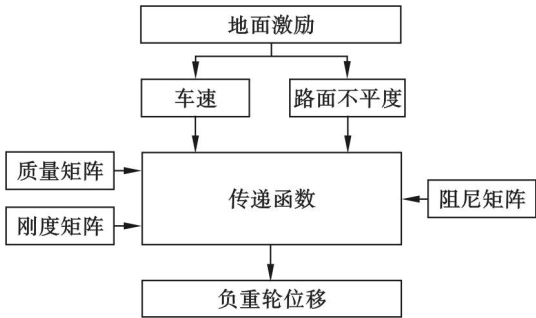 地面激励
车速
路面不平度
质量矩阵
传递函数
阻尼矩阵
刚度矩阵
负重轮位移